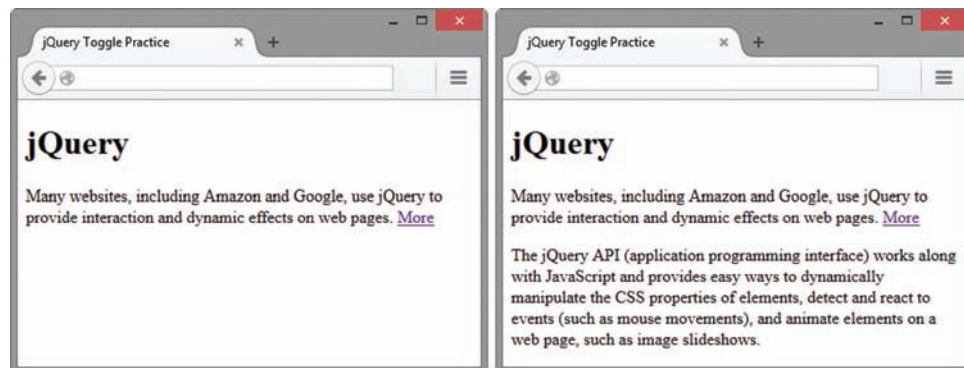 jQuery Toggle Practice
jQuery
Many websites, including Amazon and Google, use jQuery to
provide interaction and dynamic effects on web pages. More
jQuery Toggle Practice
jQuery
Many websites, including Amazon and Google, use jQuery to
provide interaction and dynamic effects on web pages. More
The jQuery API (application programming interface) works along
with JavaScript and provides easy ways to dynamically
manipulate the CSS properties of elements, detect and react to
events (such as mouse movements), and animate elements on a
web page, such as image slideshows.